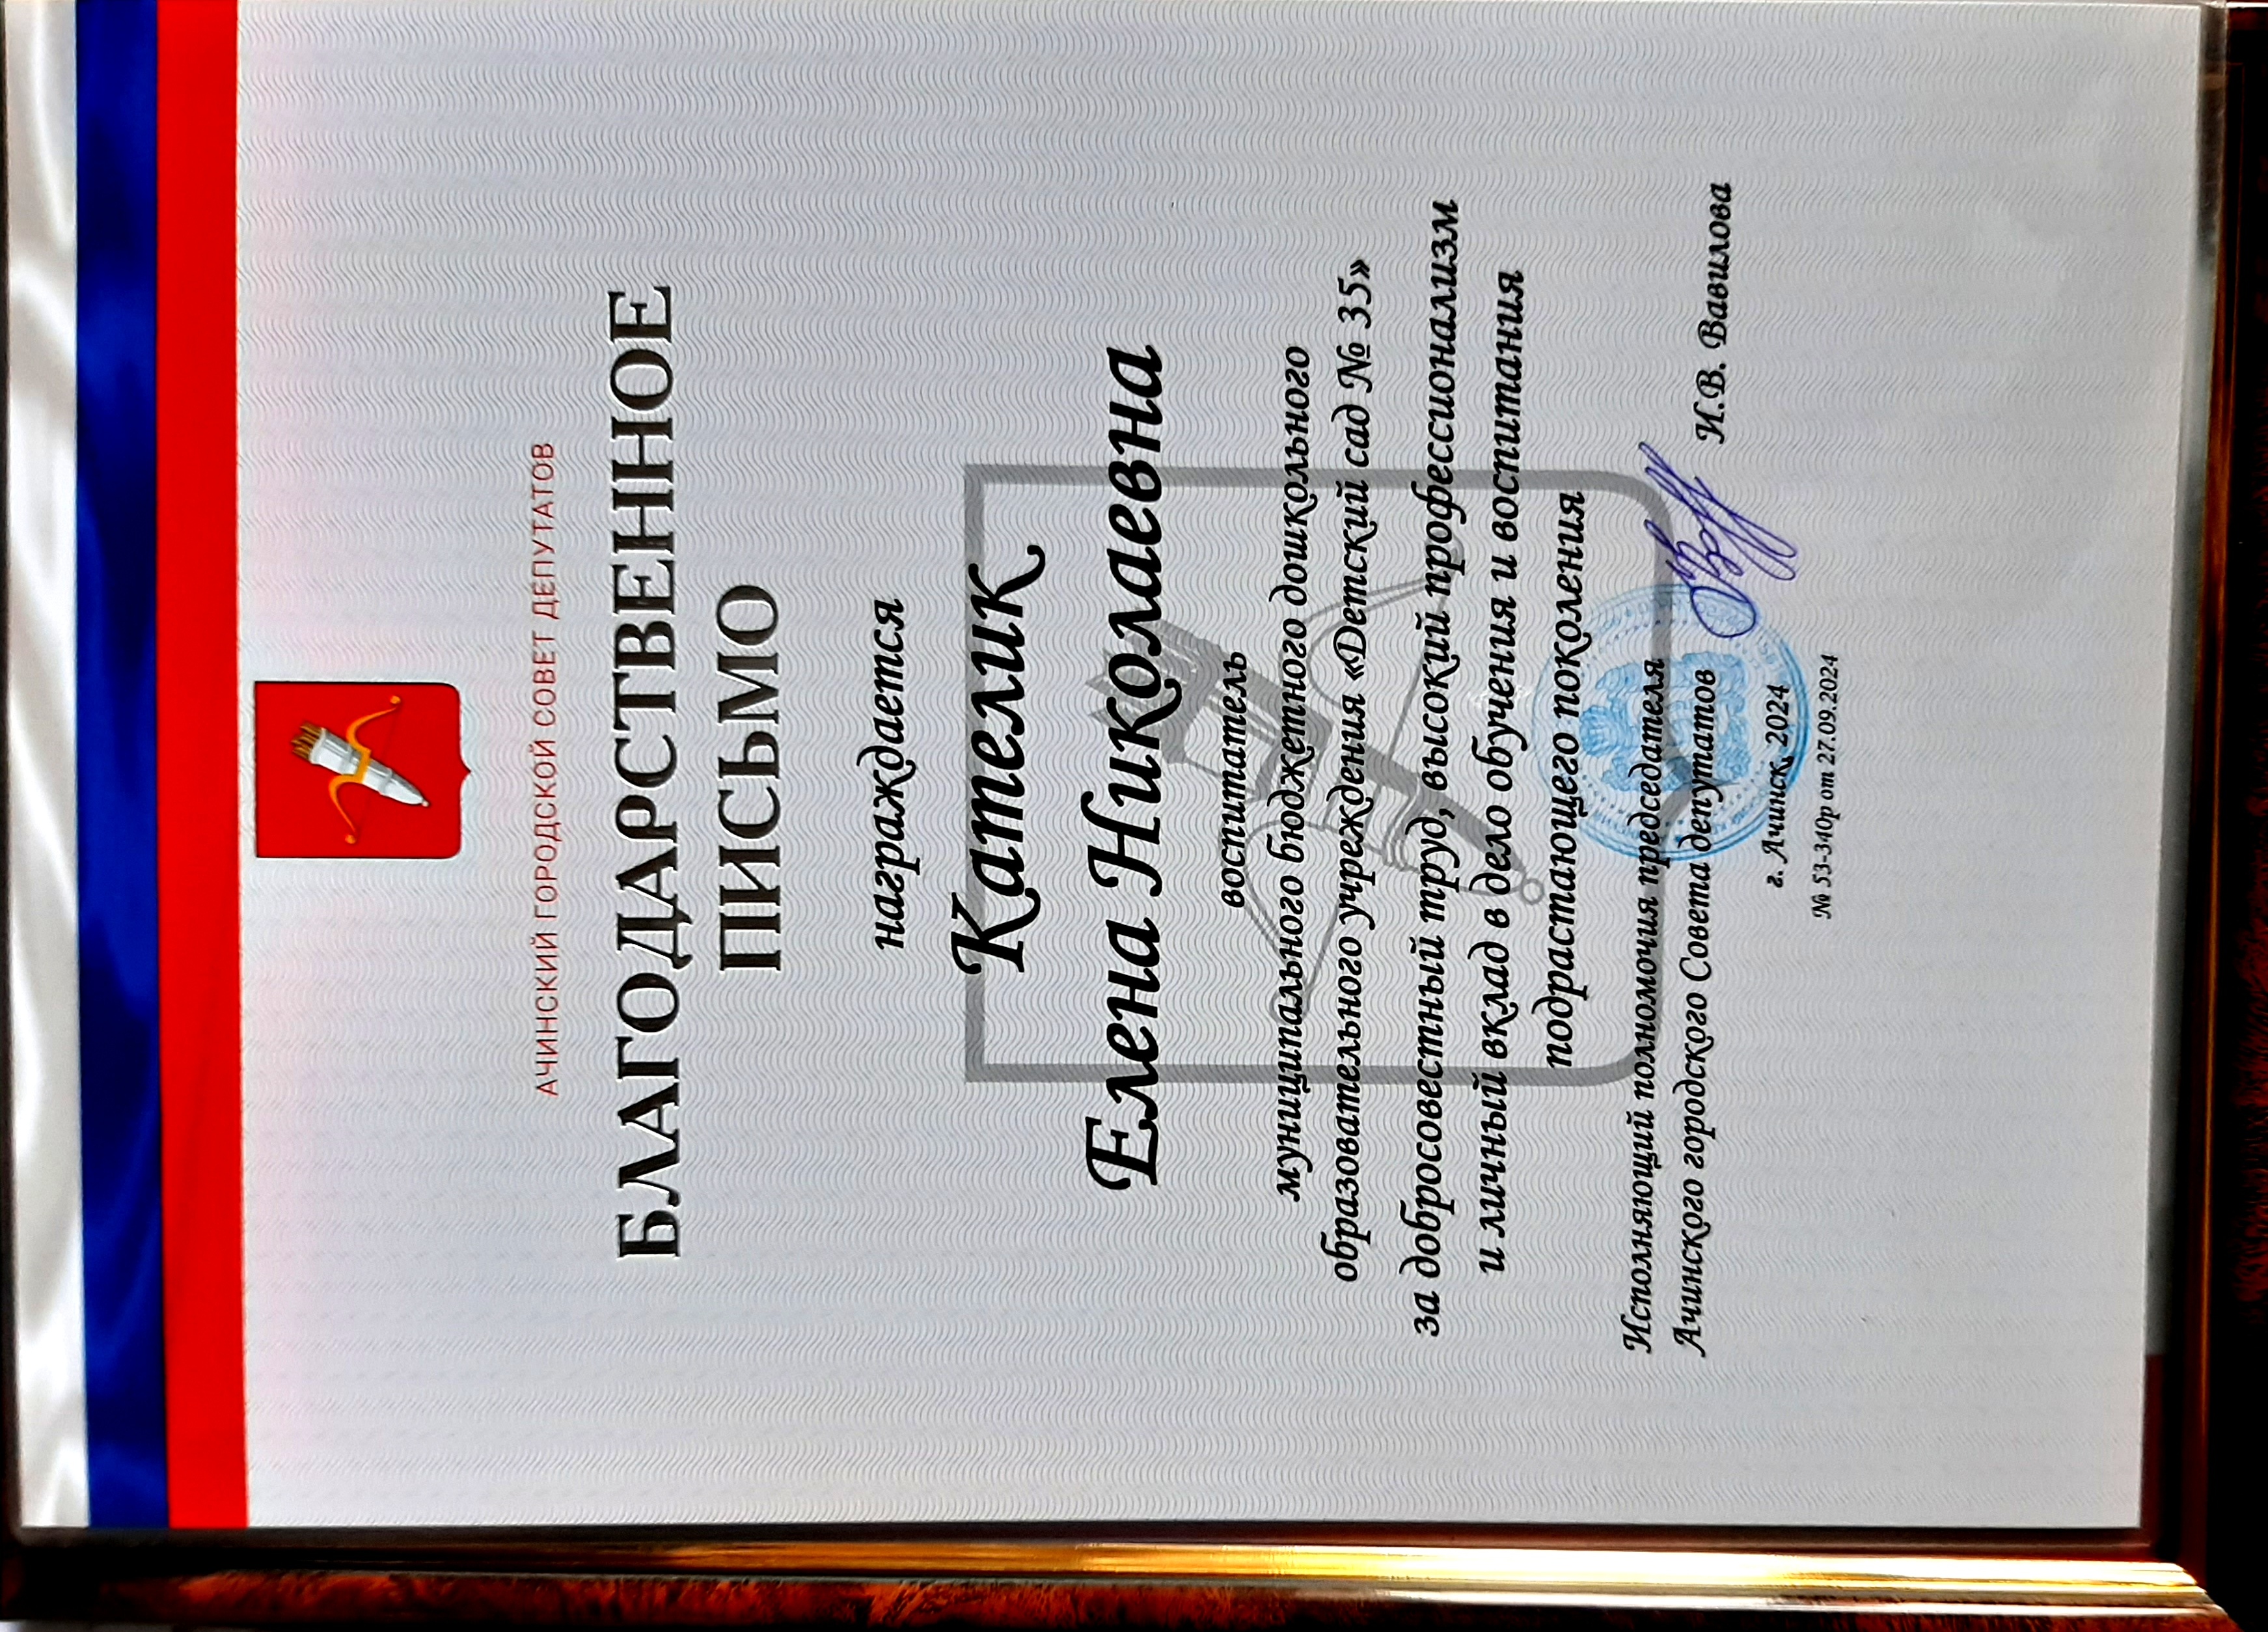 АЧИНСКИЙ ГОРОДСКОЙ СОВЕТ ДЕПУТАТОВ
БЛАГОДАРСТВЕННОЕ
ПИСЬМО
награждается
Кателик
Елена Николаевна
воспитатель
муниципального бюджетного дошкольного
образовательного учреждения «Детский сад № 35»
за добросовестный труд, высокий профессионализм
и личный вклад в дело обучения и воспитания
подрастающего поколения
Исполняющий полномочия председателя
Ачинского городского Совета депутатов
И.В. Вавилова
г. Ачинск, 2024
№ 53-340р от 27.09.2024